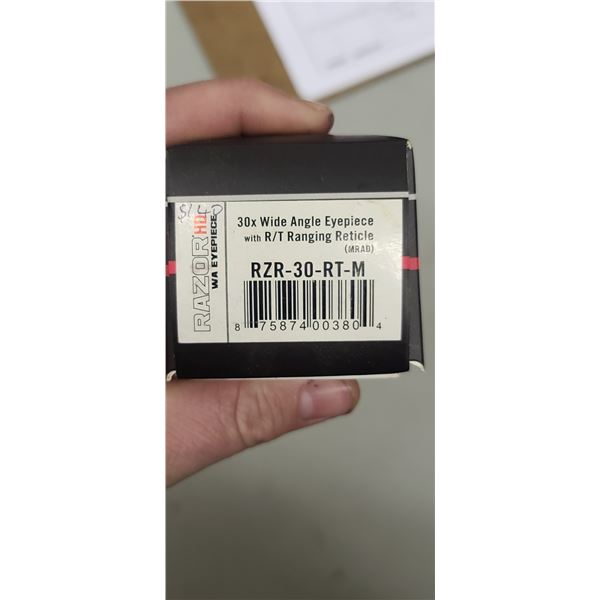 RAZOR HD
WA EYEPIECE
30x Wide Angle Eyepiece
with R/T Ranging Reticle
(MRAD)
RZR-30-RT-M
8 75874 00380 4